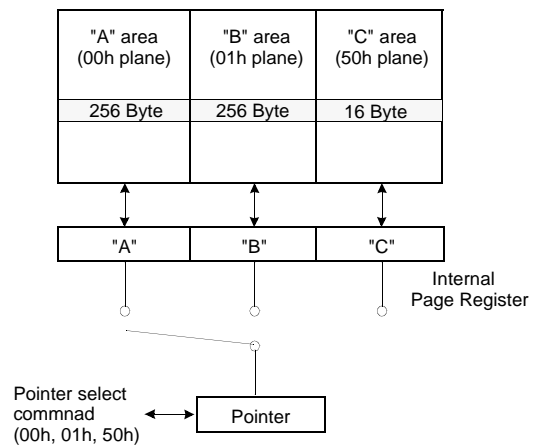 "A" area "B" area "C" area
(00h plane) (01h plane) (50h plane)
256 Byte 256 Byte 16 Byte
"A" "B" "C"
Internal
Page Register
Pointer select
commnad
(00h, 01h, 50h)
Pointer